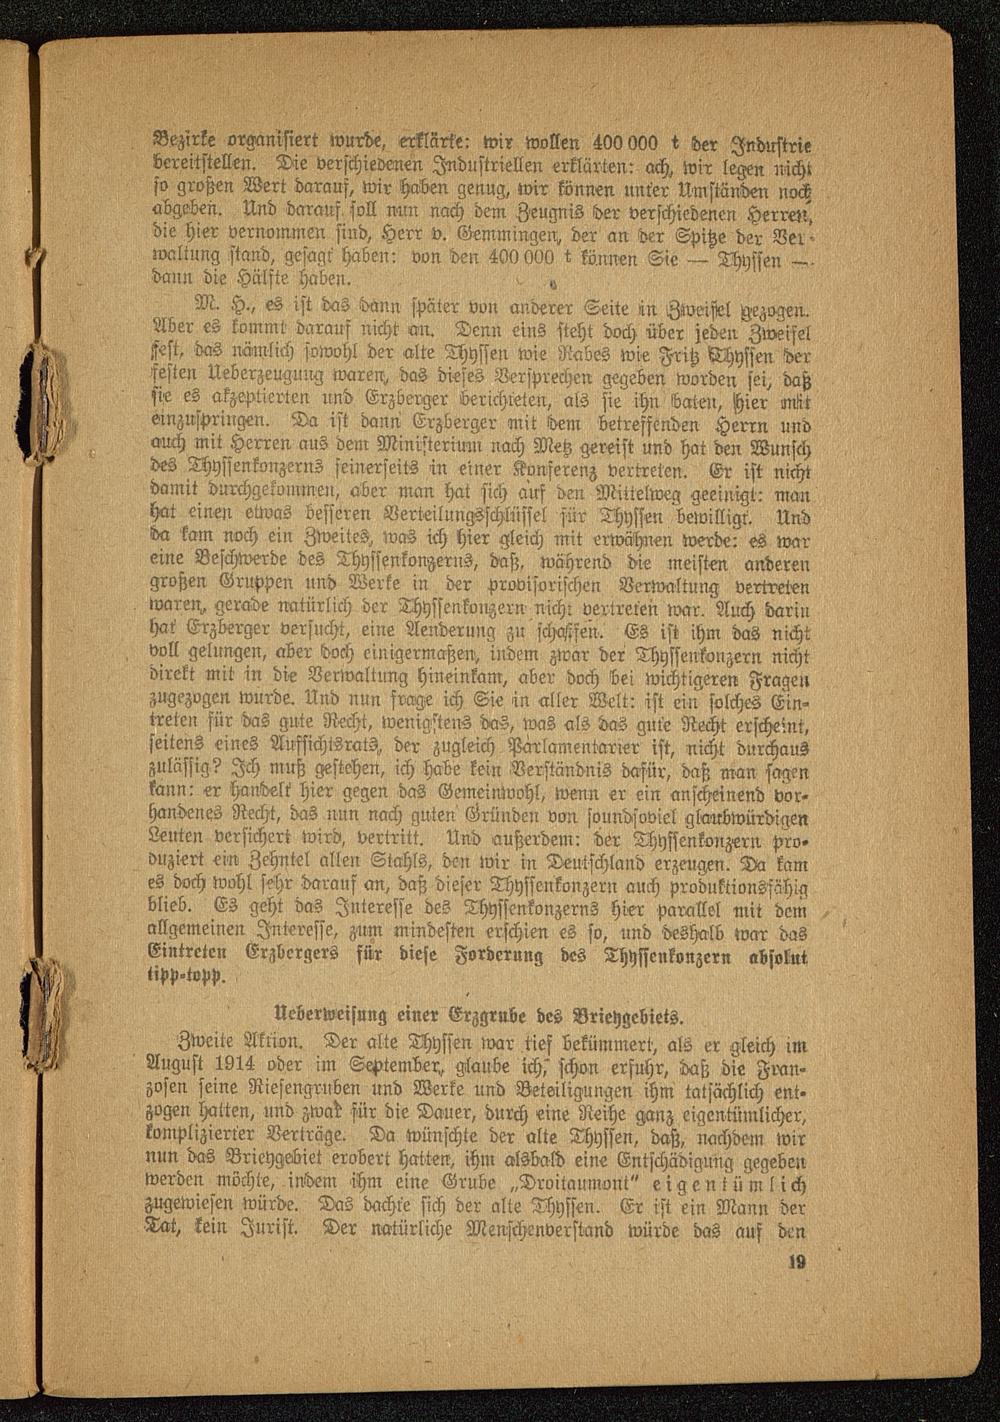 Bezirke organisiert wurde, erklärte: wir wollen 400 000 t der Industrie
bereitstellen. Die verschiedenen Industriellen erklärten: ach, wir legen nicht
so großen Wert darauf, wir haben genug, wir können unter Umständen noch
abgeben. Und darauf soll nun nach dem Zeugnis der verschiedenen Herren,
die hier vernommen sind, Herr v. Gemmingen, der an der Spitze der Ver-
waltung stand, gesagt haben: von den 400 000 t können Sie — Thyssen —
dann die Hälfte haben.
M. H., es ist das dann später von anderer Seite in Zweifel gezogen.
Aber es kommt darauf nicht an. Denn eins steht doch über jeden Zweifel
fest, das nämlich sowohl der alte Thyssen wie Rabes wie Fritz Thyssen der
festen Ueberzeugung waren, das dieses Versprechen gegeben worden sei, daß
sie es akzeptierten und Erzberger berichteten, als sie ihn baten, hier mit
einzuspringen. Da ist dann Erzberger mit dem betreffenden Herrn und
auch mit Herren aus dem Ministerium nach Metz gereist und hat den Wunsch
des Thyssenkonzerns seinerseits in einer Konferenz vertreten. Er ist nicht
damit durchgekommen, aber man hat sich auf den Mittelweg geeinigt: man
hat einen etwas besseren Verteilungsschlüssel für Thyssen bewilligt. Und
da kam noch ein Zweites, was ich hier gleich mit erwähnen werde: es war
eine Beschwerde des Thyssenkonzerns, daß, während die meisten anderen
großen Gruppen und Werke in der provisorischen Verwaltung vertreten
waren, gerade natürlich der Thyssenkonzern nicht vertreten war. Auch darin
hat Erzberger versucht, eine Aenderung zu schaffen. Es ist ihm das nicht
voll gelungen, aber doch einigermaßen, indem zwar der Thyssenkonzern nicht
direkt mit in die Verwaltung hineinkam, aber doch bei wichtigeren Fragen
zugezogen wurde. Und nun frage ich Sie in aller Welt: ist ein solches Ein-
treten für das gute Recht, wenigstens das, was als das gute Recht erscheint,
seitens eines Aufsichtsrats, der zugleich Parlamentarier ist, nicht durchaus
zulässig? Ich muß gestehen, ich habe kein Verständnis dafür, daß man sagen
kann: er handelt hier gegen das Gemeinwohl, wenn er ein anscheinend vor-
handenes Recht, das nun nach guten Gründen von soundsoviel glaubwürdigen
Leuten versichert wird, vertritt. Und außerdem: der Thyssenkonzern pro-
duziert ein Zehntel allen Stahls, den wir in Deutschland erzeugen. Da kam
es doch wohl sehr darauf an, daß dieser Thyssenkonzern auch produktionsfähig
blieb. Es geht das Interesse des Thyssenkonzerns hier parallel mit dem
allgemeinen Interesse, zum mindesten erschien es so, und deshalb war das
Eintreten Erzbergers für diese Forderung des Thyssenkonzern absolut
tipp-topp.
Ueberweisung einer Erzgrube des Brieygebiets.
Zweite Aktion. Der alte Thyssen war tief bekümmert, als er gleich im
August 1914 oder im September, glaube ich, schon erfuhr, daß die Fran-
zosen seine Riesengruben und Werke und Beteiligungen ihm tatsächlich ent-
zogen hatten, und zwar für die Dauer, durch eine Reihe ganz eigentümlicher,
komplizierter Verträge. Da wünschte der alte Thyssen, daß, nachdem wir
nun das Brieygebiet erobert hatten, ihm alsbald eine Entschädigung gegeben
werden möchte, indem ihm eine Grube „Droitaumont“ eigentümlich
zugewiesen würde. Das dachte sich der alte Thyssen. Er ist ein Mann der
Tat, kein Jurist. Der natürliche Menschenverstand würde das auf den
19